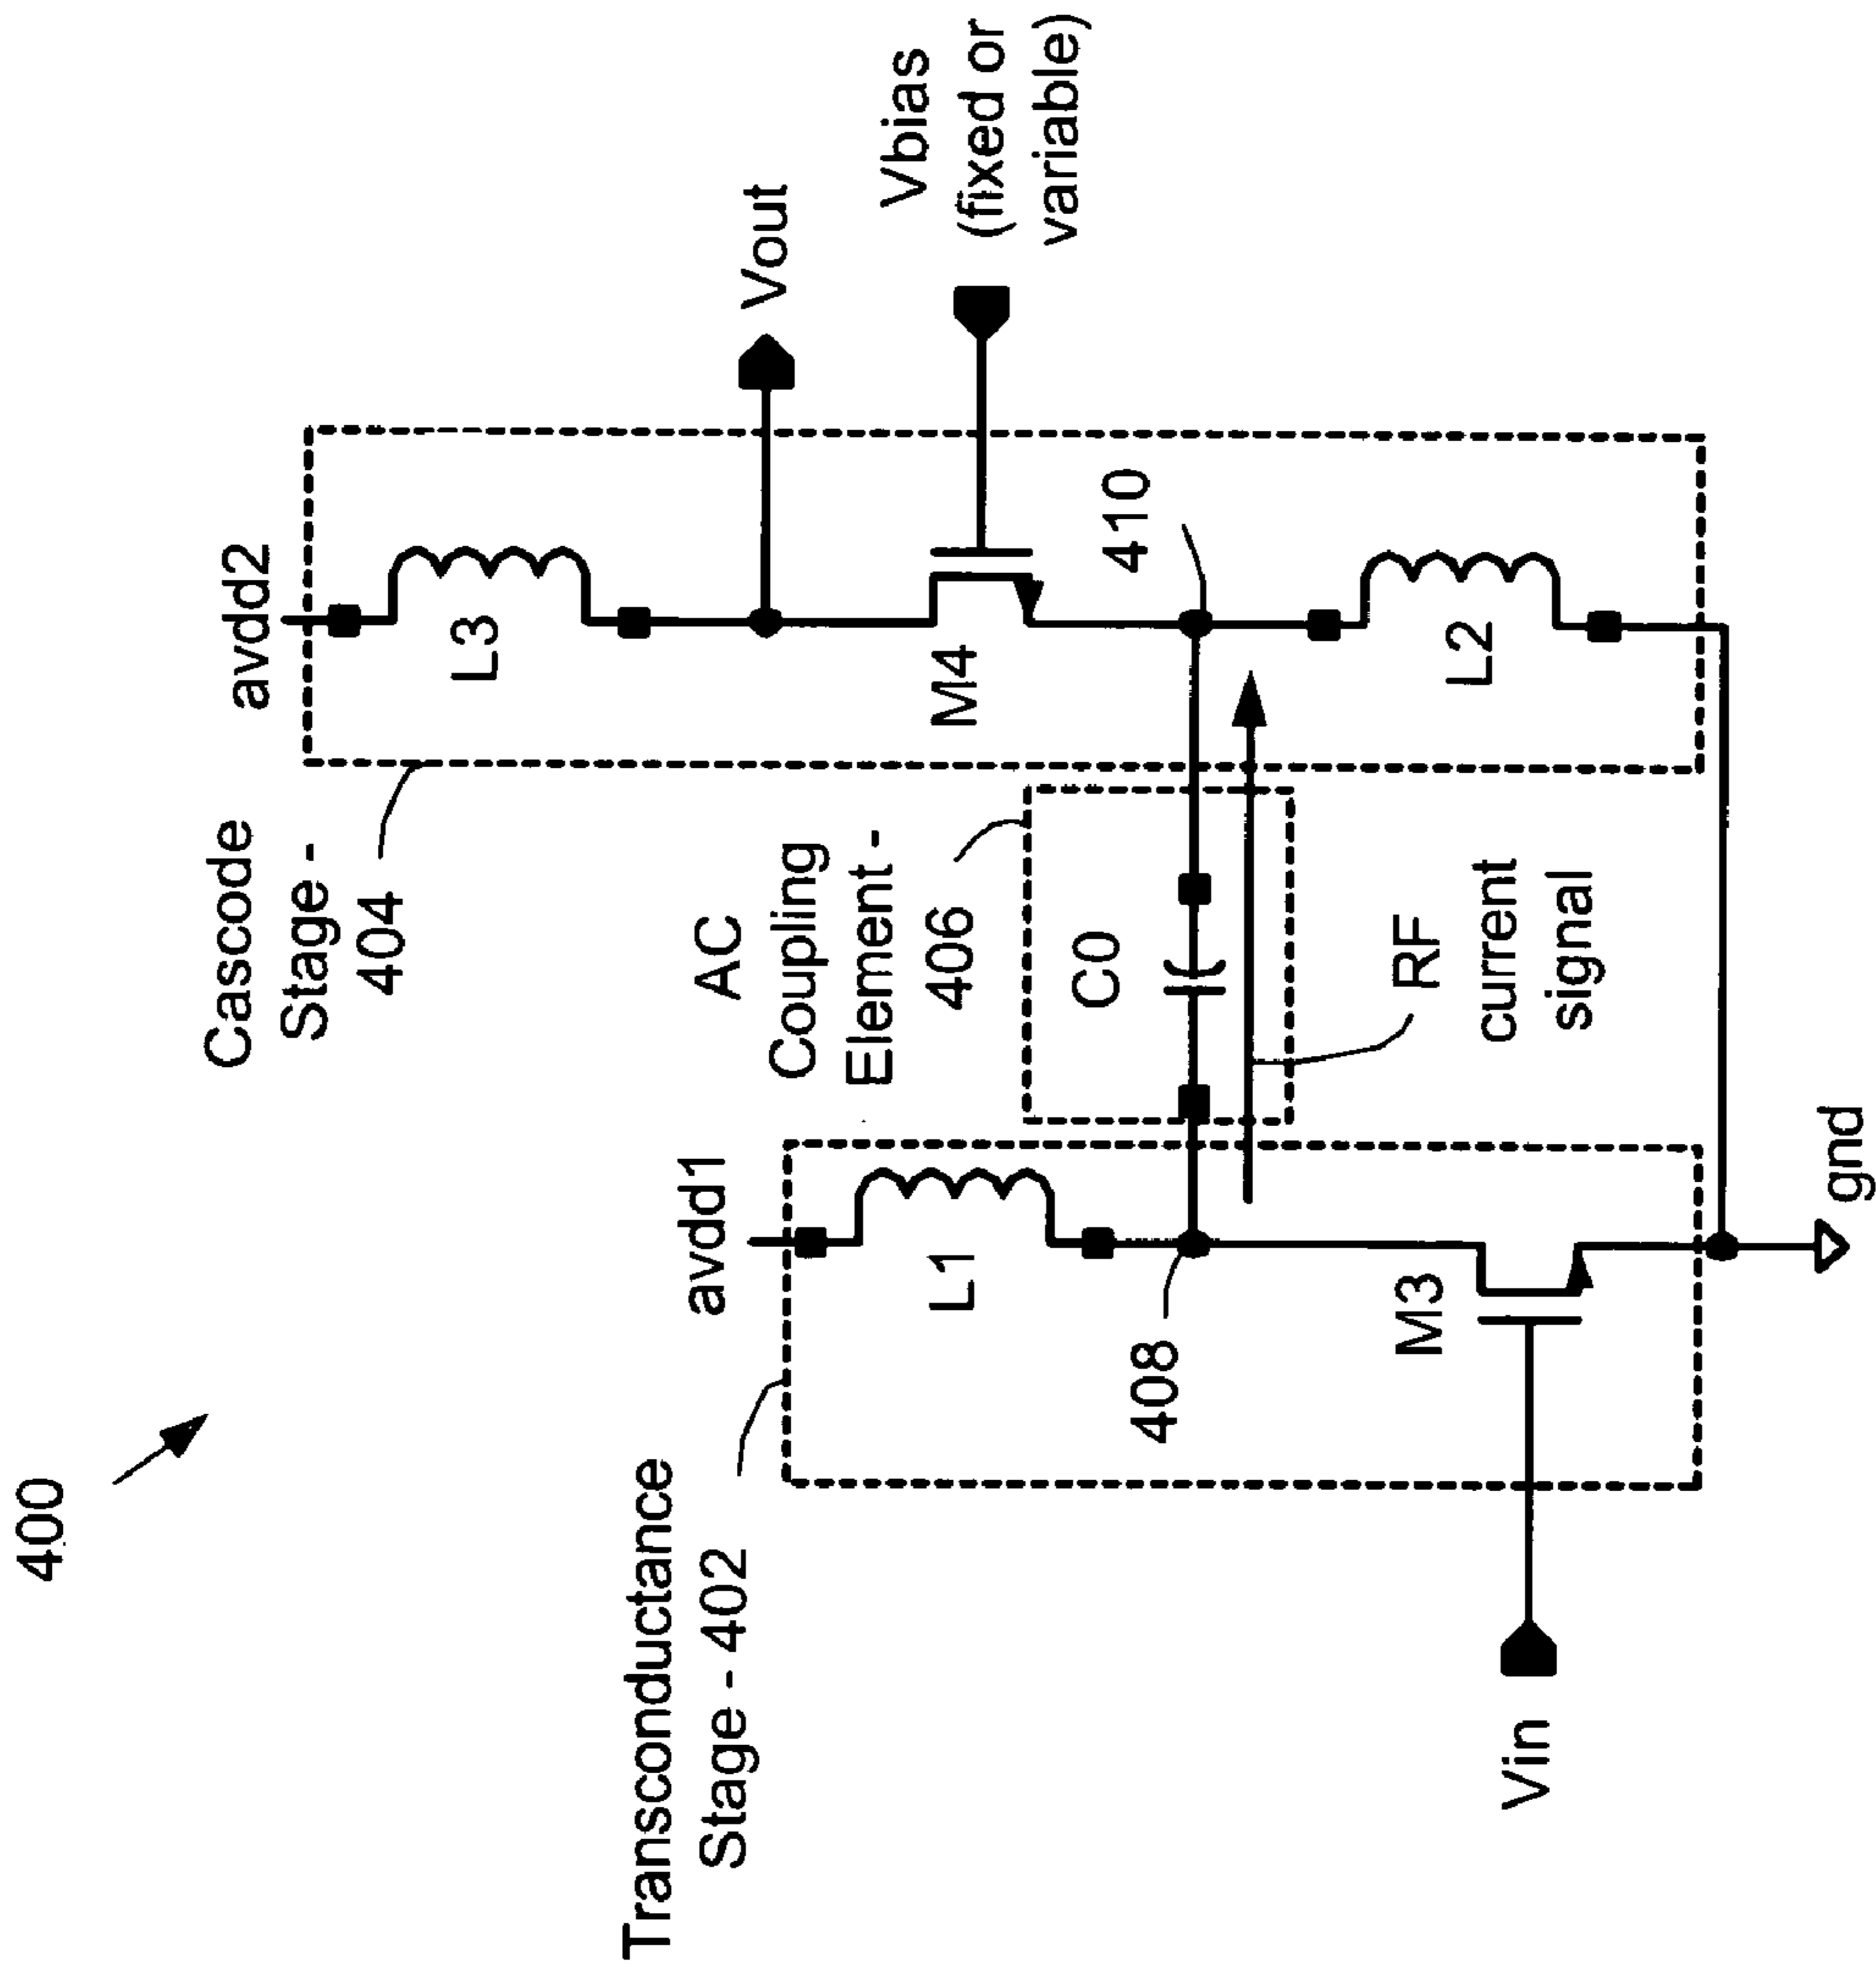 400
Transconductance
Stage - 402
avdd1
L1
408
M3
Vin
gnd
Cascode
Stage -
404
AC
Coupling
Element -
406
C0
RF
current
signal
avdd2
L3
Vout
M4
Vbias
(fixed or
variable)
410
L2